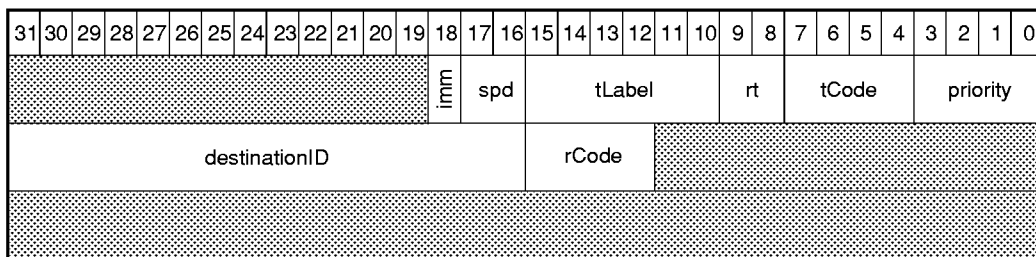 31 30 29 28 27 26 25 24 23 22 21 20 19 18 17 16 15 14 13 12 11 10 9 8 7 6 5 4 3 2 1 0
imm spd tLabel rt tCode priority
destinationID rCode